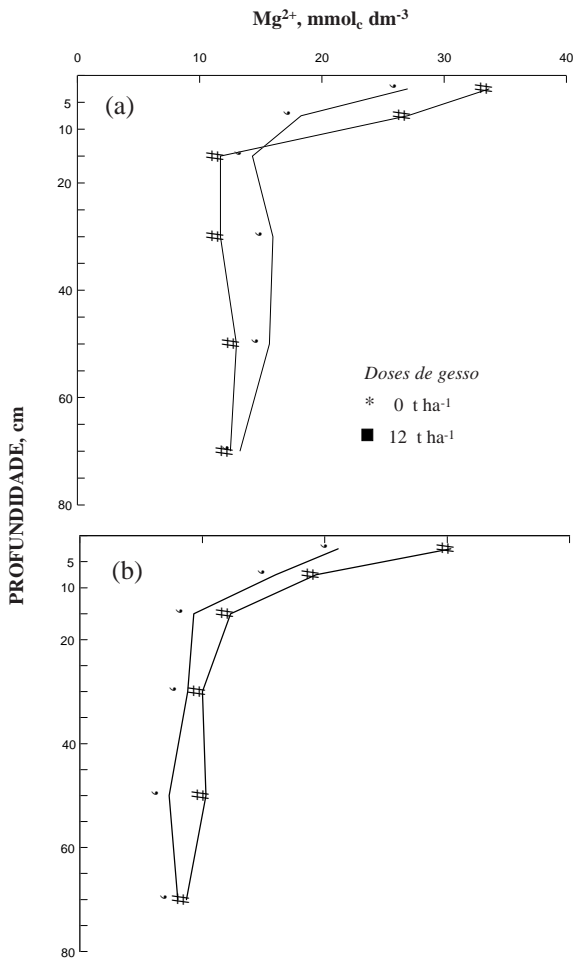 Mg²⁺, mmol_c dm⁻³
0 10 20 30 40
(a)
5
10
20
40
60
80
Doses de gesso
* 0 t ha⁻¹
■ 12 t ha⁻¹
PROFUNDIDADE, cm
(b)
5
10
20
40
60
80